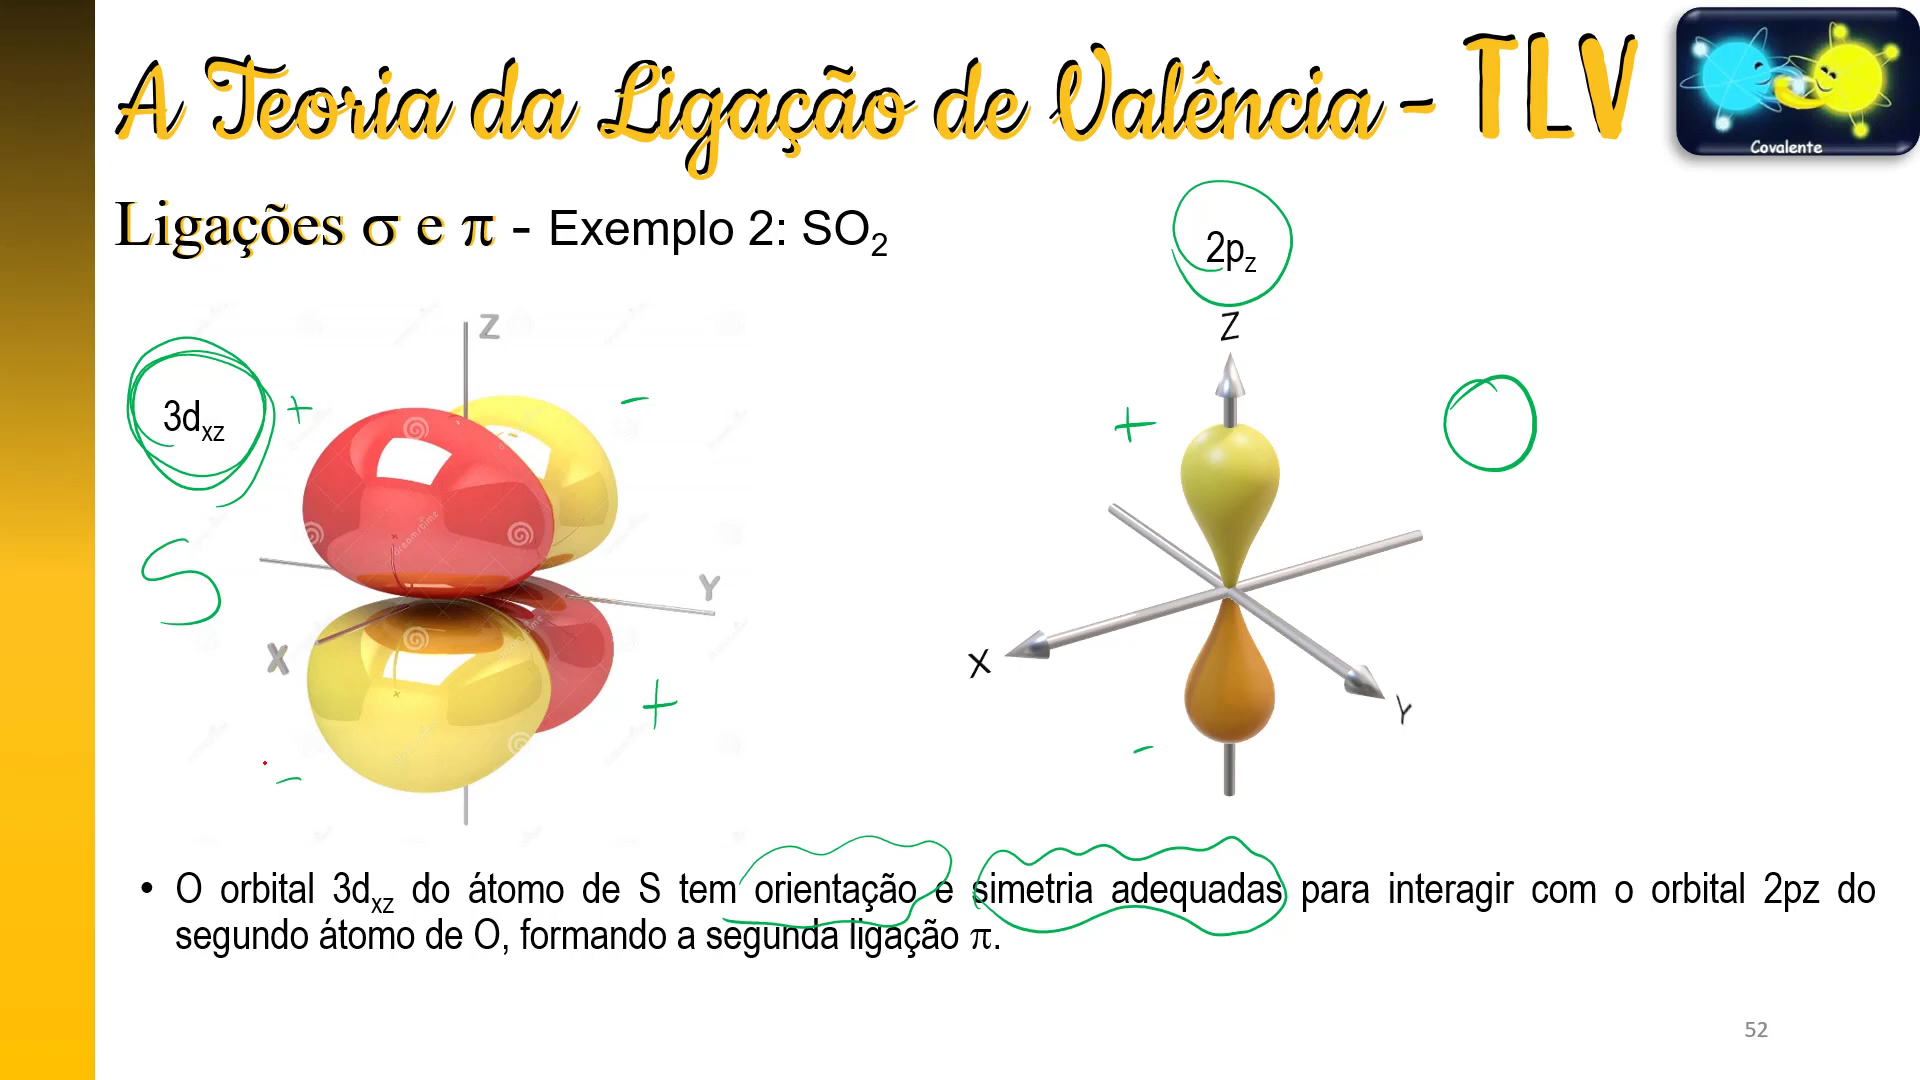 A Teoria da Ligação de Valência - TLV
Covalente
Ligações σ e π - Exemplo 2: SO₂
2pz
Z
Z
3dxz
+
-
+
S
Y
X
X
+
Y
-
-
• O orbital 3dxz do átomo de S tem orientação e simetria adequadas para interagir com o orbital 2pz do
segundo átomo de O, formando a segunda ligação π.
52